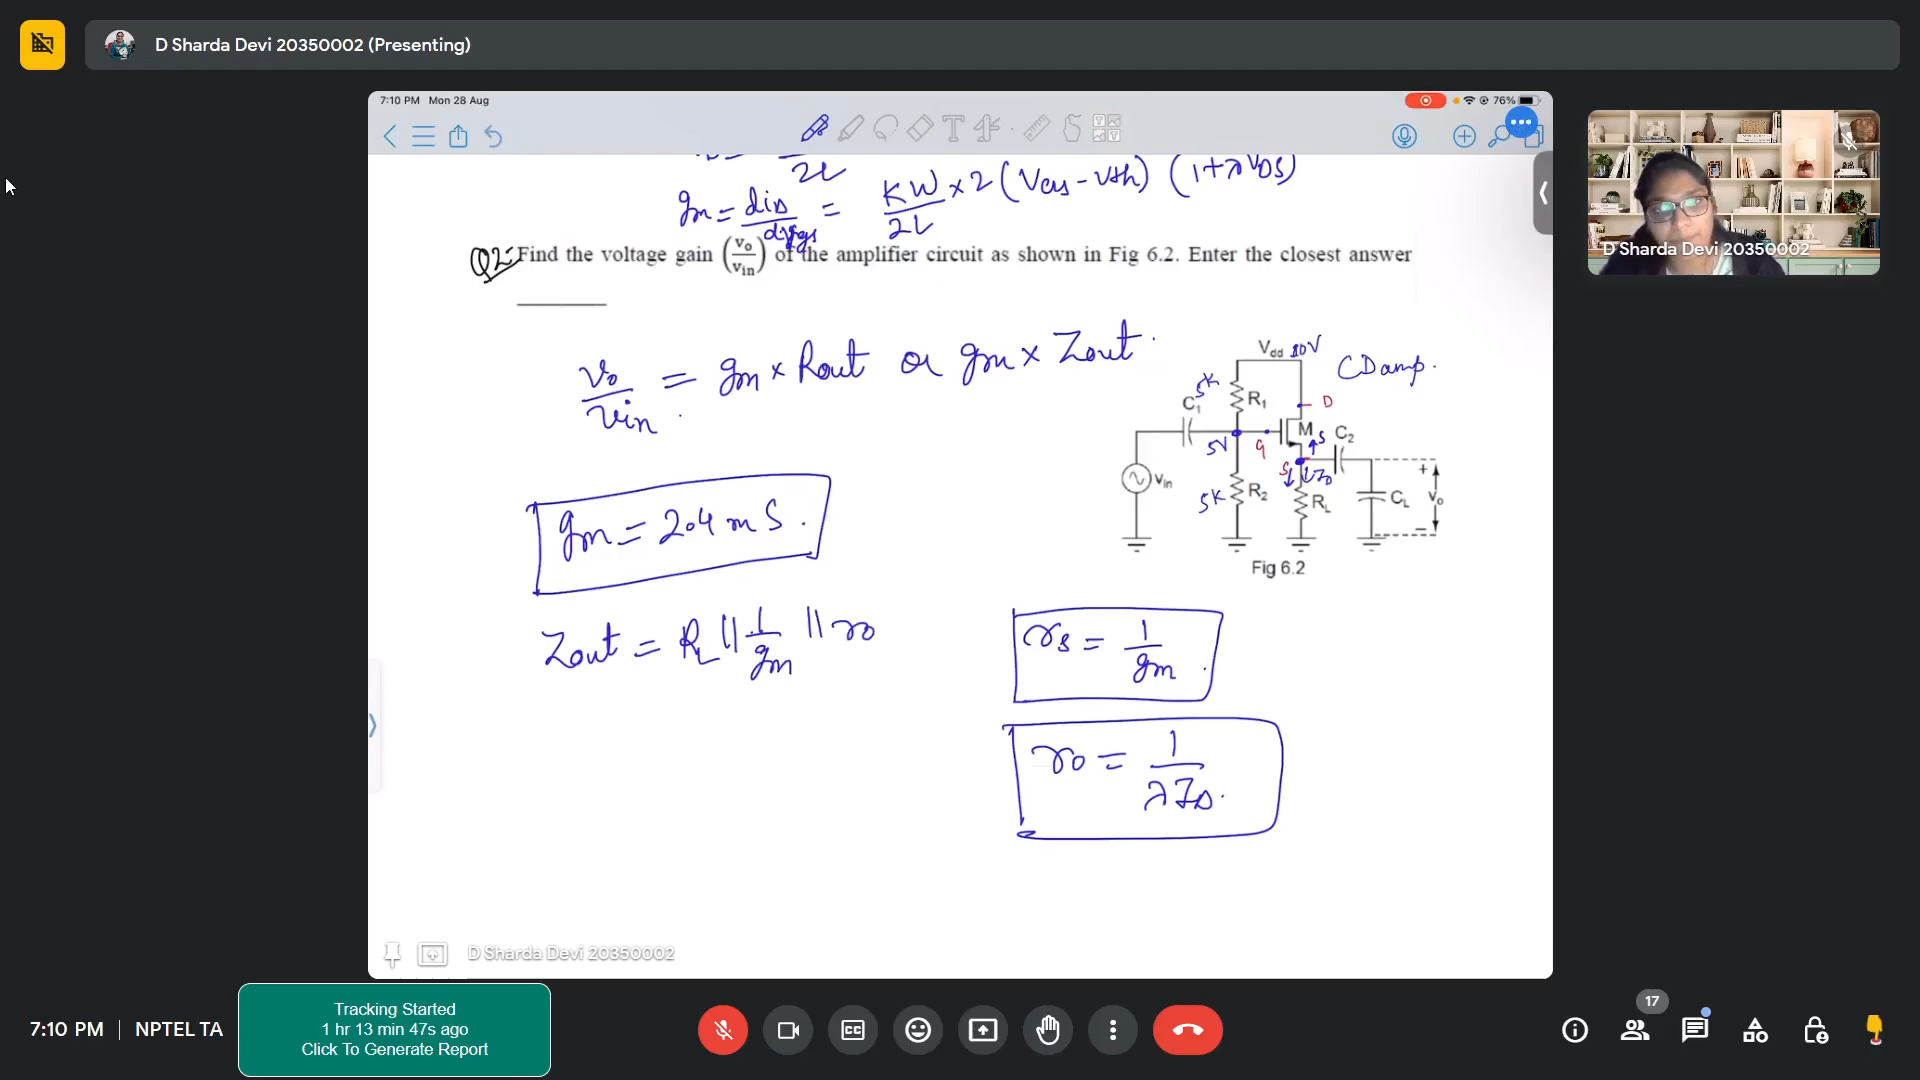 D Sharda Devi 20350002 (Presenting)
7:10 PM Mon 28 Aug
76%
2L
gm = diD/dVgs = KW/2L × 2 (VGS - Vth) (1+λVDS)
Q2: Find the voltage gain (vo/vin) of the amplifier circuit as shown in Fig 6.2. Enter the closest answer
vo/vin = gm × Rout or gm × Zout.
Vdd 10V
CD amp.
5K
C1
R1
D
M
S
C2
5V
G
S
Vin
5K
R2
vo
RL
CL
+
vo
-
Fig 6.2
gm = 2.4 m S.
Zout = RL || 1/gm || ro
rs = 1/gm
ro = 1/λID.
D Sharda Devi 20350002
D Sharda Devi 20350002
7:10 PM | NPTEL TA
Tracking Started
1 hr 13 min 47s ago
Click To Generate Report
CC
17